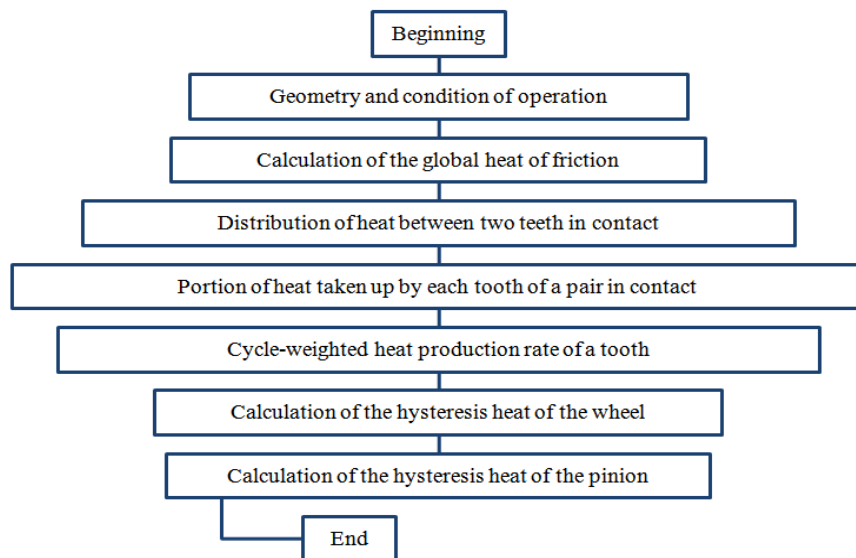 Beginning
Geometry and condition of operation
Calculation of the global heat of friction
Distribution of heat between two teeth in contact
Portion of heat taken up by each tooth of a pair in contact
Cycle-weighted heat production rate of a tooth
Calculation of the hysteresis heat of the wheel
Calculation of the hysteresis heat of the pinion
End